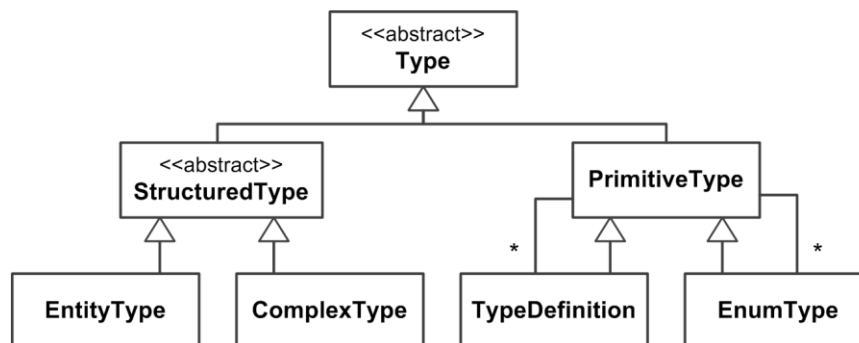 <<abstract>>
Type
<<abstract>>
StructuredType
PrimitiveType
*
*
EntityType
ComplexType
TypeDefinition
EnumType